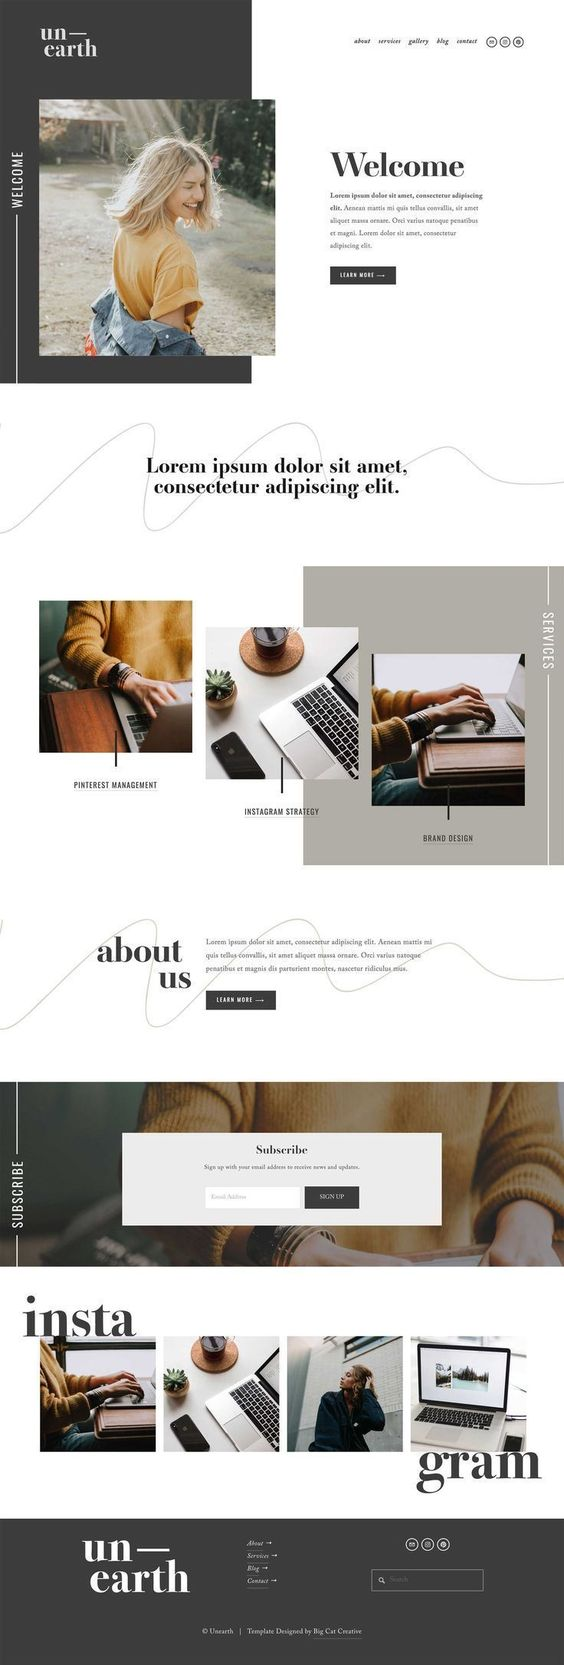 un—
earth
about services gallery blog contact
WELCOME
Welcome
Lorem ipsum dolor sit amet, consectetur adipiscing
elit. Aenean mattis mi quis tellus convallis, sit amet
aliquet massa ornare. Orci varius natoque penatibus
et magni. Lorem dolor sit amet, consectetur
adipiscing elit.
LEARN MORE ⟶
Lorem ipsum dolor sit amet,
consectetur adipiscing elit.
SERVICES
PINTEREST MANAGEMENT
INSTAGRAM STRATEGY
BRAND DESIGN
about
us
Lorem ipsum dolor sit amet, consectetur adipiscing elit. Aenean mattis mi
quis tellus convallis, sit amet aliquet massa ornare. Orci varius natoque
penatibus et magnis dis parturient montes, nascetur ridiculus mus.
LEARN MORE ⟶
SUBSCRIBE
Subscribe
Sign up with your email address to receive news and updates.
Email Address
SIGN UP
insta
gram
un—
earth
About →
Services →
Blog →
Contact →
Search
© Unearth | Template Designed by Big Cat Creative